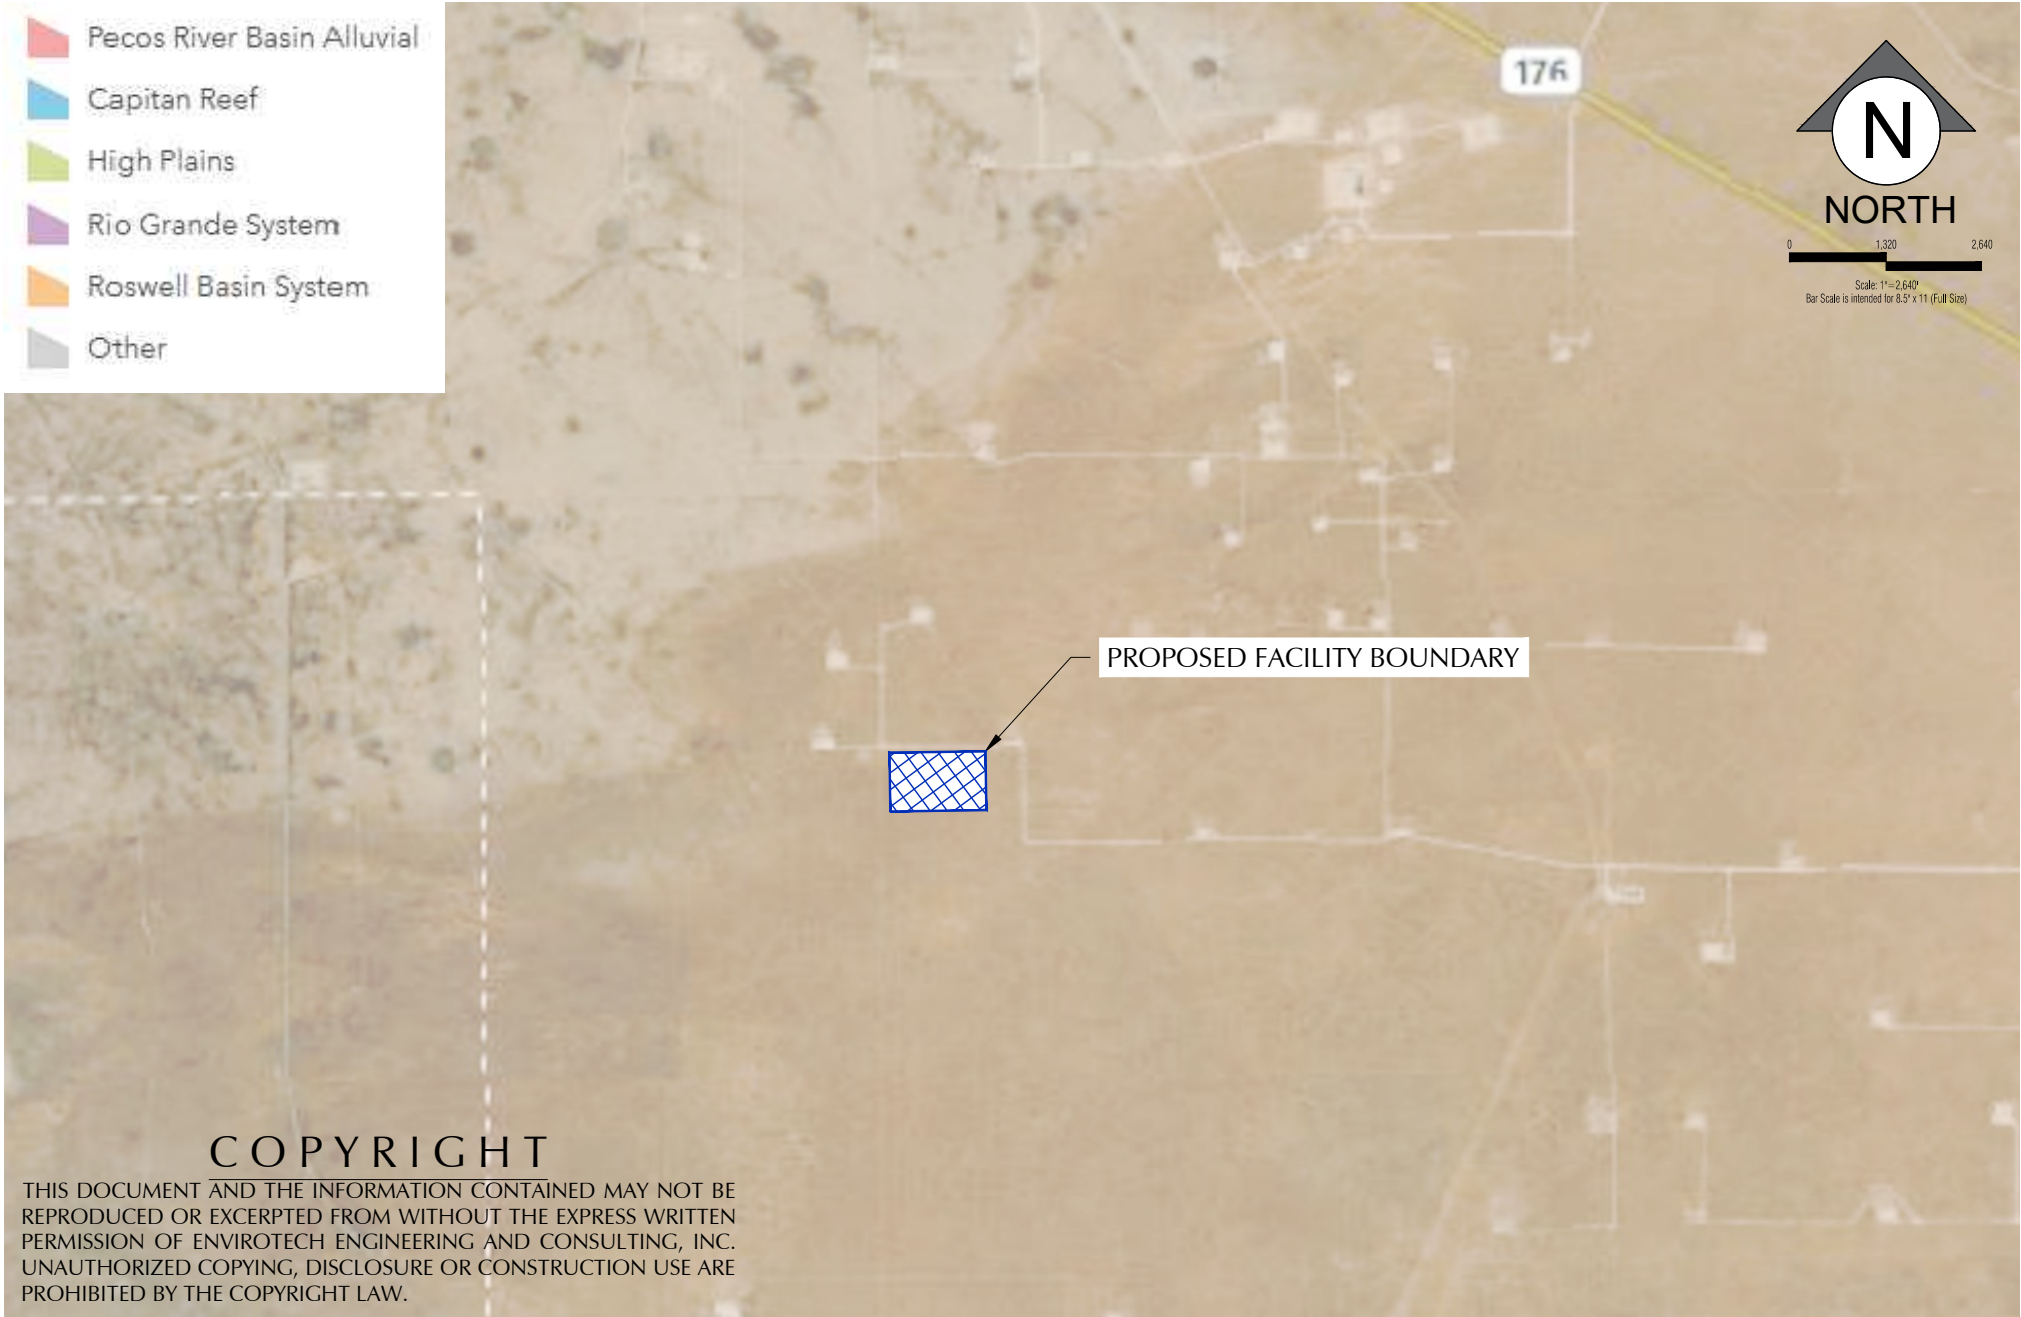 Pecos River Basin Alluvial
Capitan Reef
High Plains
Rio Grande System
Roswell Basin System
Other
176
N
NORTH
0 1,320 2,640
Scale: 1"=2,640'
Bar Scale is intended for 8.5" x 11 (Full Size)
PROPOSED FACILITY BOUNDARY
COPYRIGHT
THIS DOCUMENT AND THE INFORMATION CONTAINED MAY NOT BE
REPRODUCED OR EXCERPTED FROM WITHOUT THE EXPRESS WRITTEN
PERMISSION OF ENVIROTECH ENGINEERING AND CONSULTING, INC.
UNAUTHORIZED COPYING, DISCLOSURE OR CONSTRUCTION USE ARE
PROHIBITED BY THE COPYRIGHT LAW.